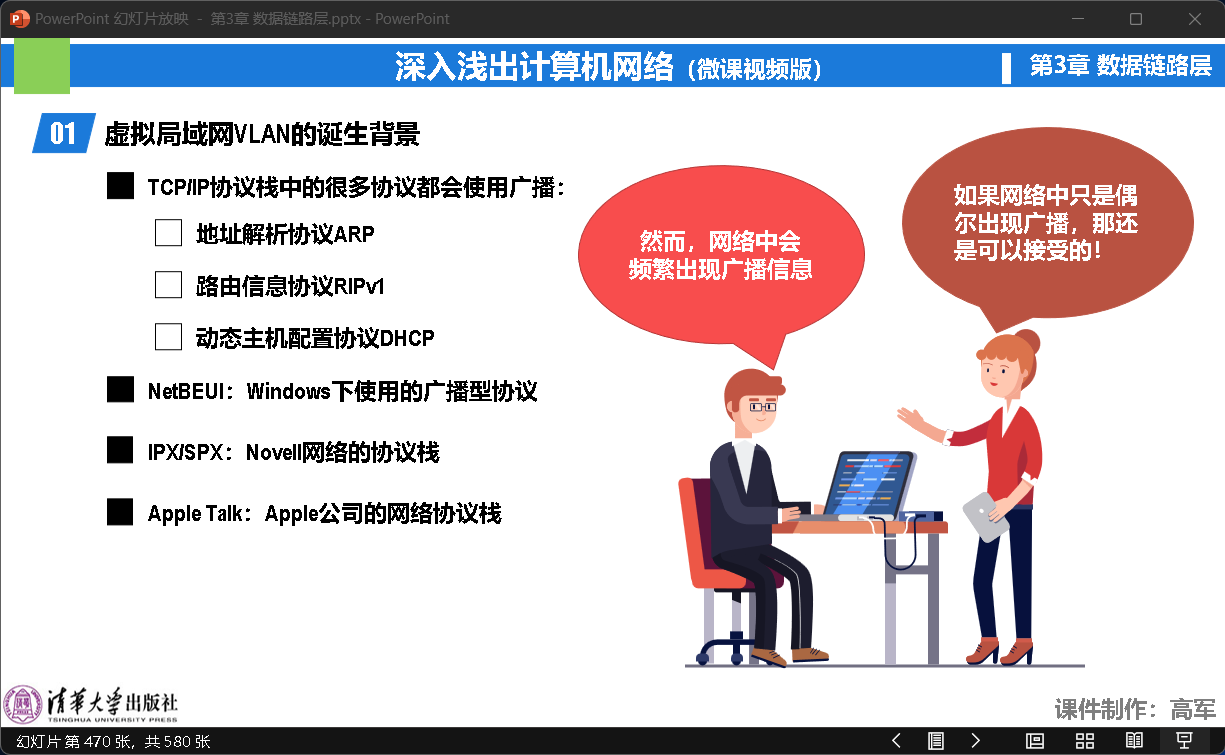 PowerPoint 幻灯片放映 - 第3章 数据链路层.pptx - PowerPoint
深入浅出计算机网络（微课视频版）
第3章 数据链路层
01 虚拟局域网VLAN的诞生背景
TCP/IP协议栈中的很多协议都会使用广播：
地址解析协议ARP
路由信息协议RIPv1
动态主机配置协议DHCP
NetBEUI：Windows下使用的广播型协议
IPX/SPX：Novell网络的协议栈
Apple Talk：Apple公司的网络协议栈
然而，网络中会
频繁出现广播信息
如果网络中只是偶
尔出现广播，那还
是可以接受的！
清华大学出版社
TSINGHUA UNIVERSITY PRESS
课件制作：高军
幻灯片 第 470 张，共 580 张